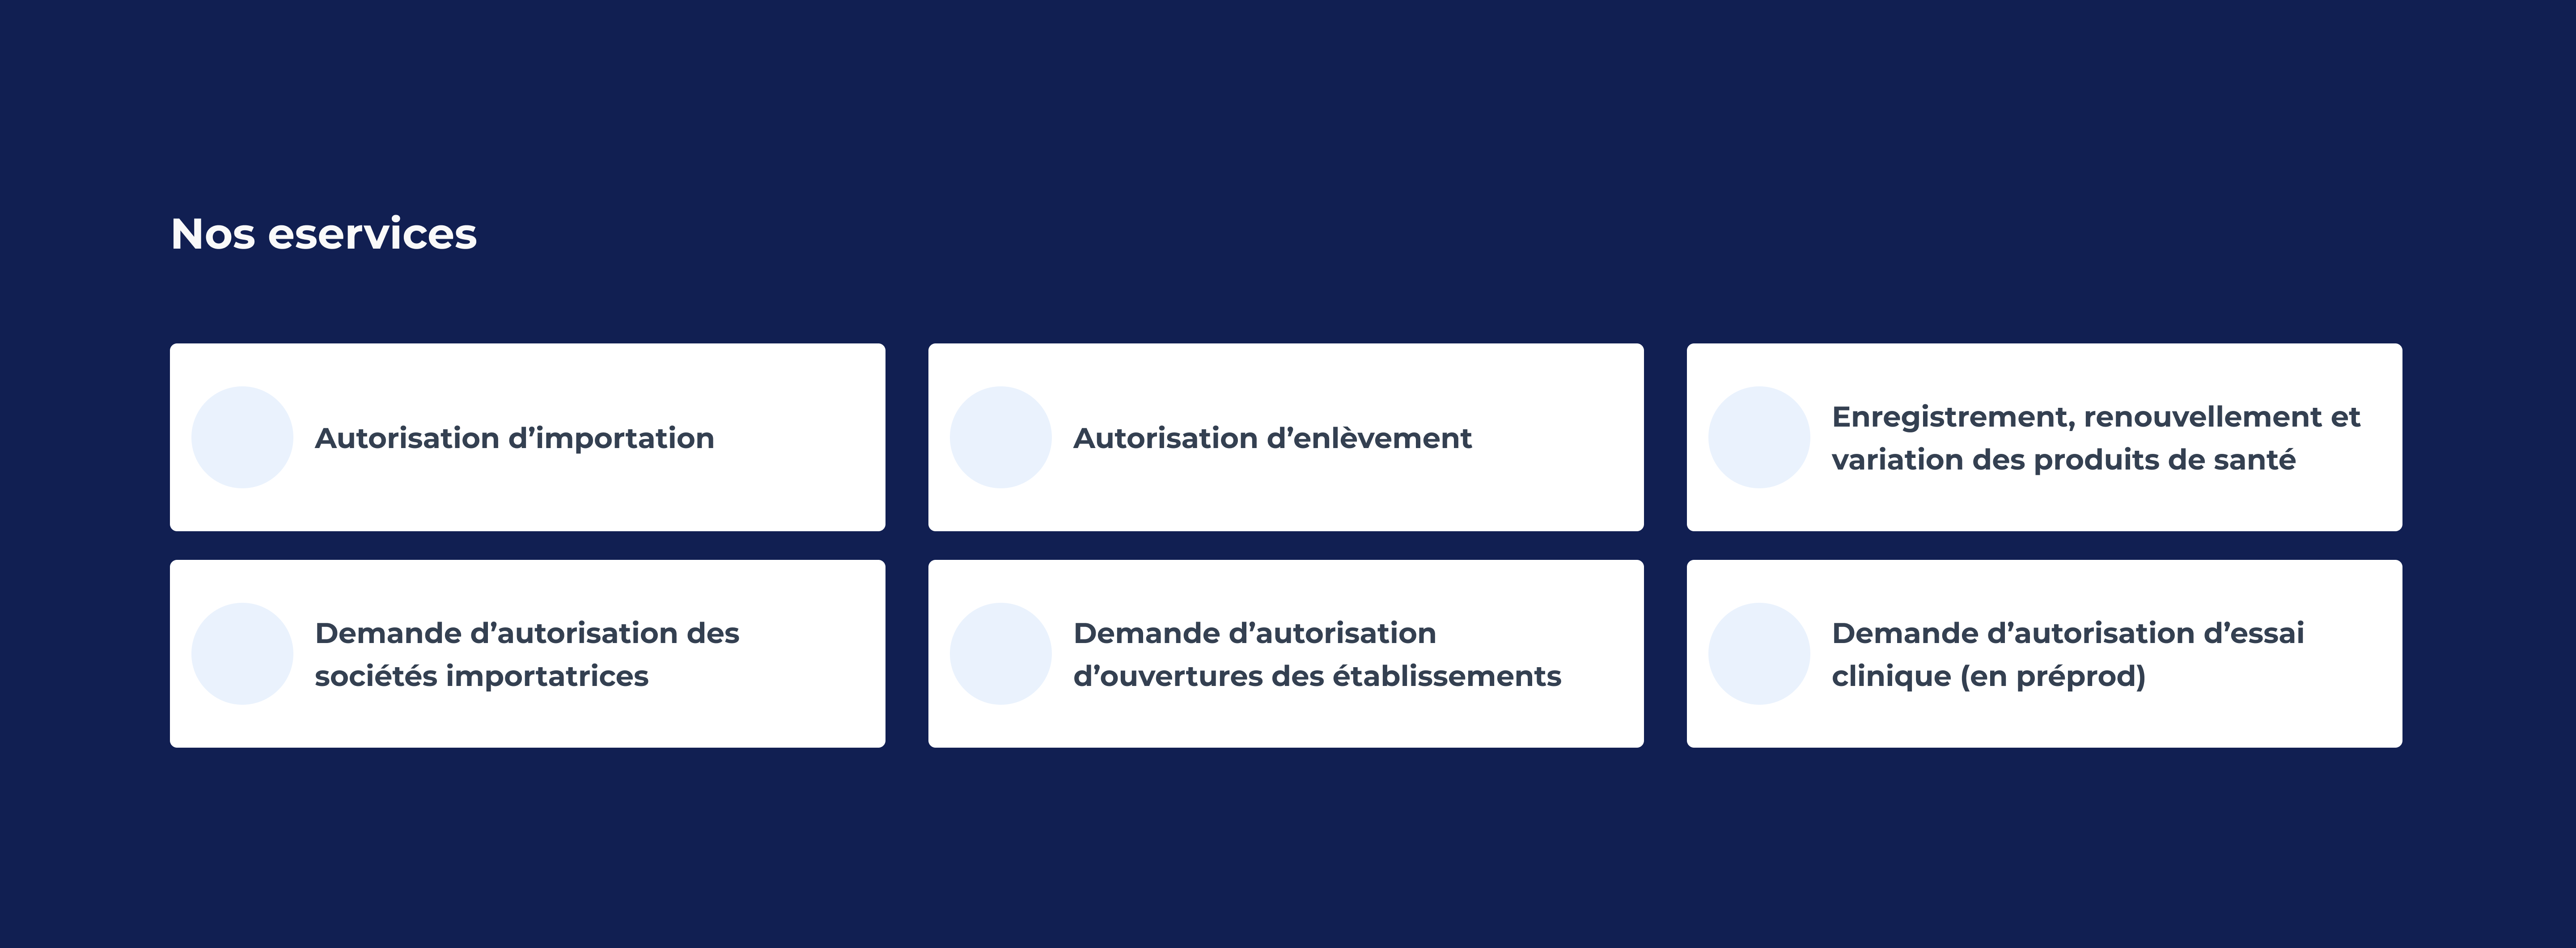 Nos eservices
Autorisation d’importation
Autorisation d’enlèvement
Enregistrement, renouvellement et
variation des produits de santé
Demande d’autorisation des
sociétés importatrices
Demande d’autorisation
d’ouvertures des établissements
Demande d’autorisation d’essai
clinique (en préprod)